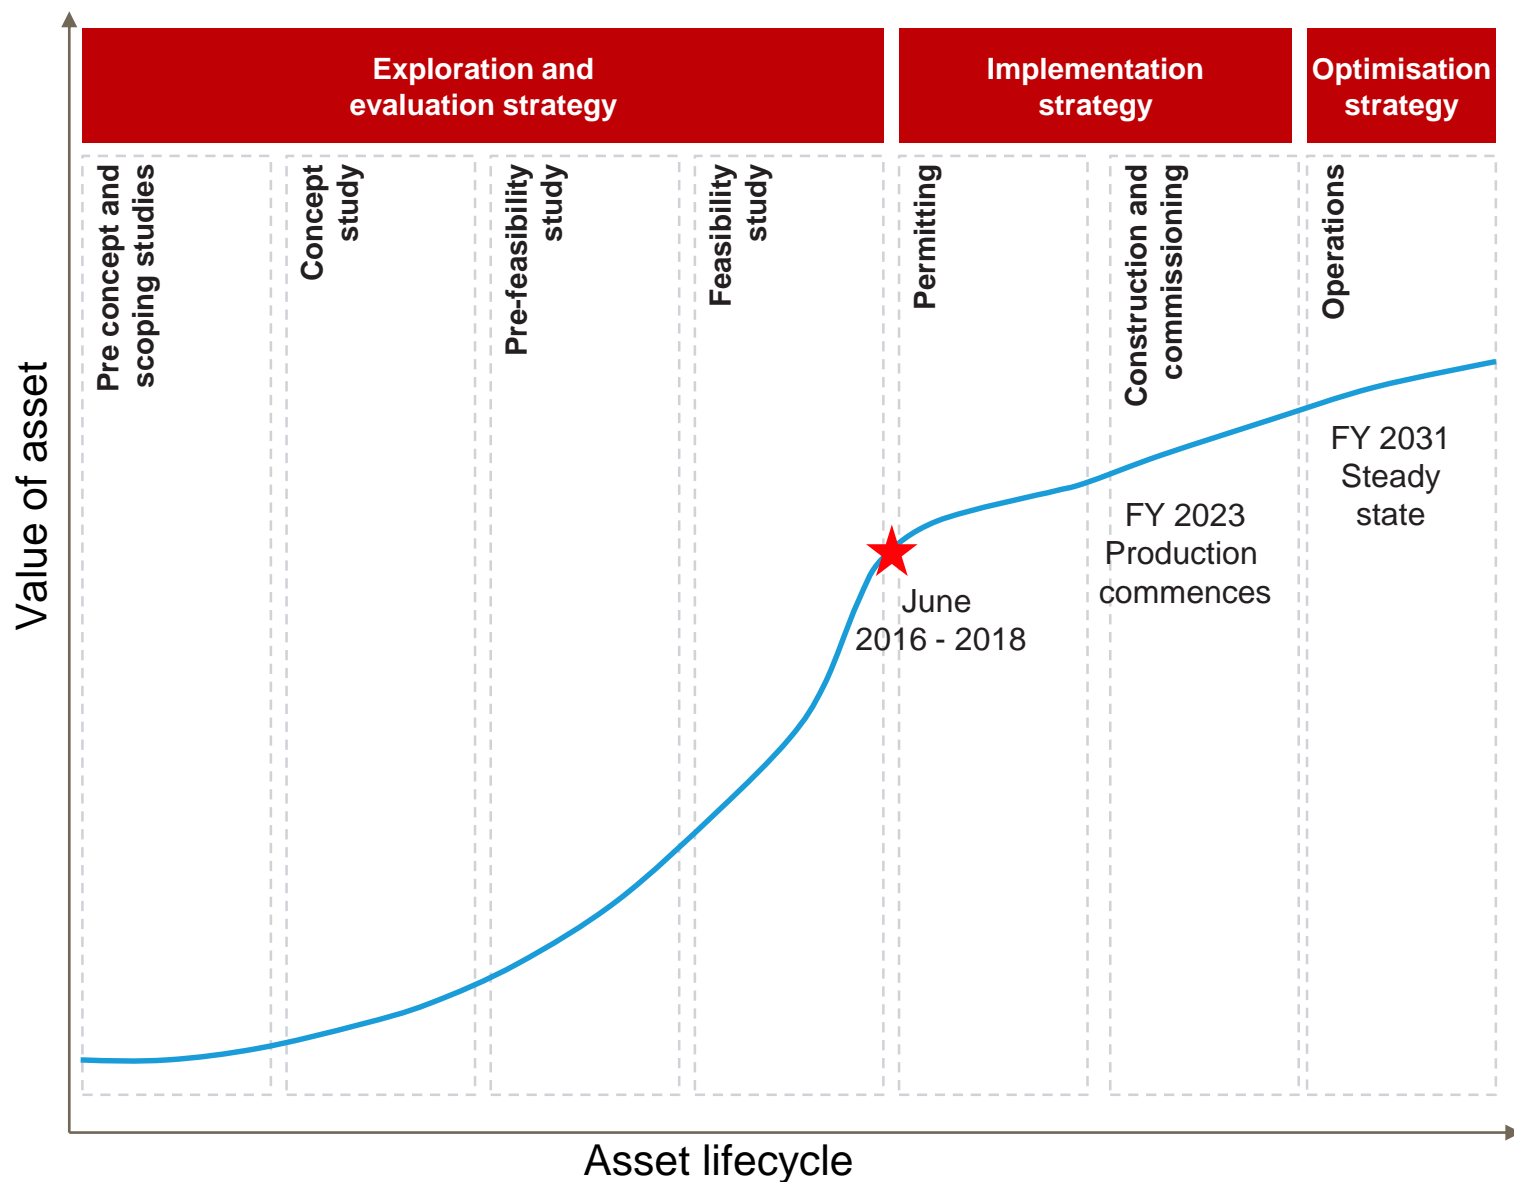 Exploration and
evaluation strategy
Implementation
strategy
Optimisation
strategy
Pre concept and
scoping studies
Concept
study
Pre-feasibility
study
Feasibility
study
Permitting
Construction and
commissioning
Operations
Value of asset
FY 2031
Steady
state
FY 2023
Production
commences
June
2016 - 2018
Asset lifecycle